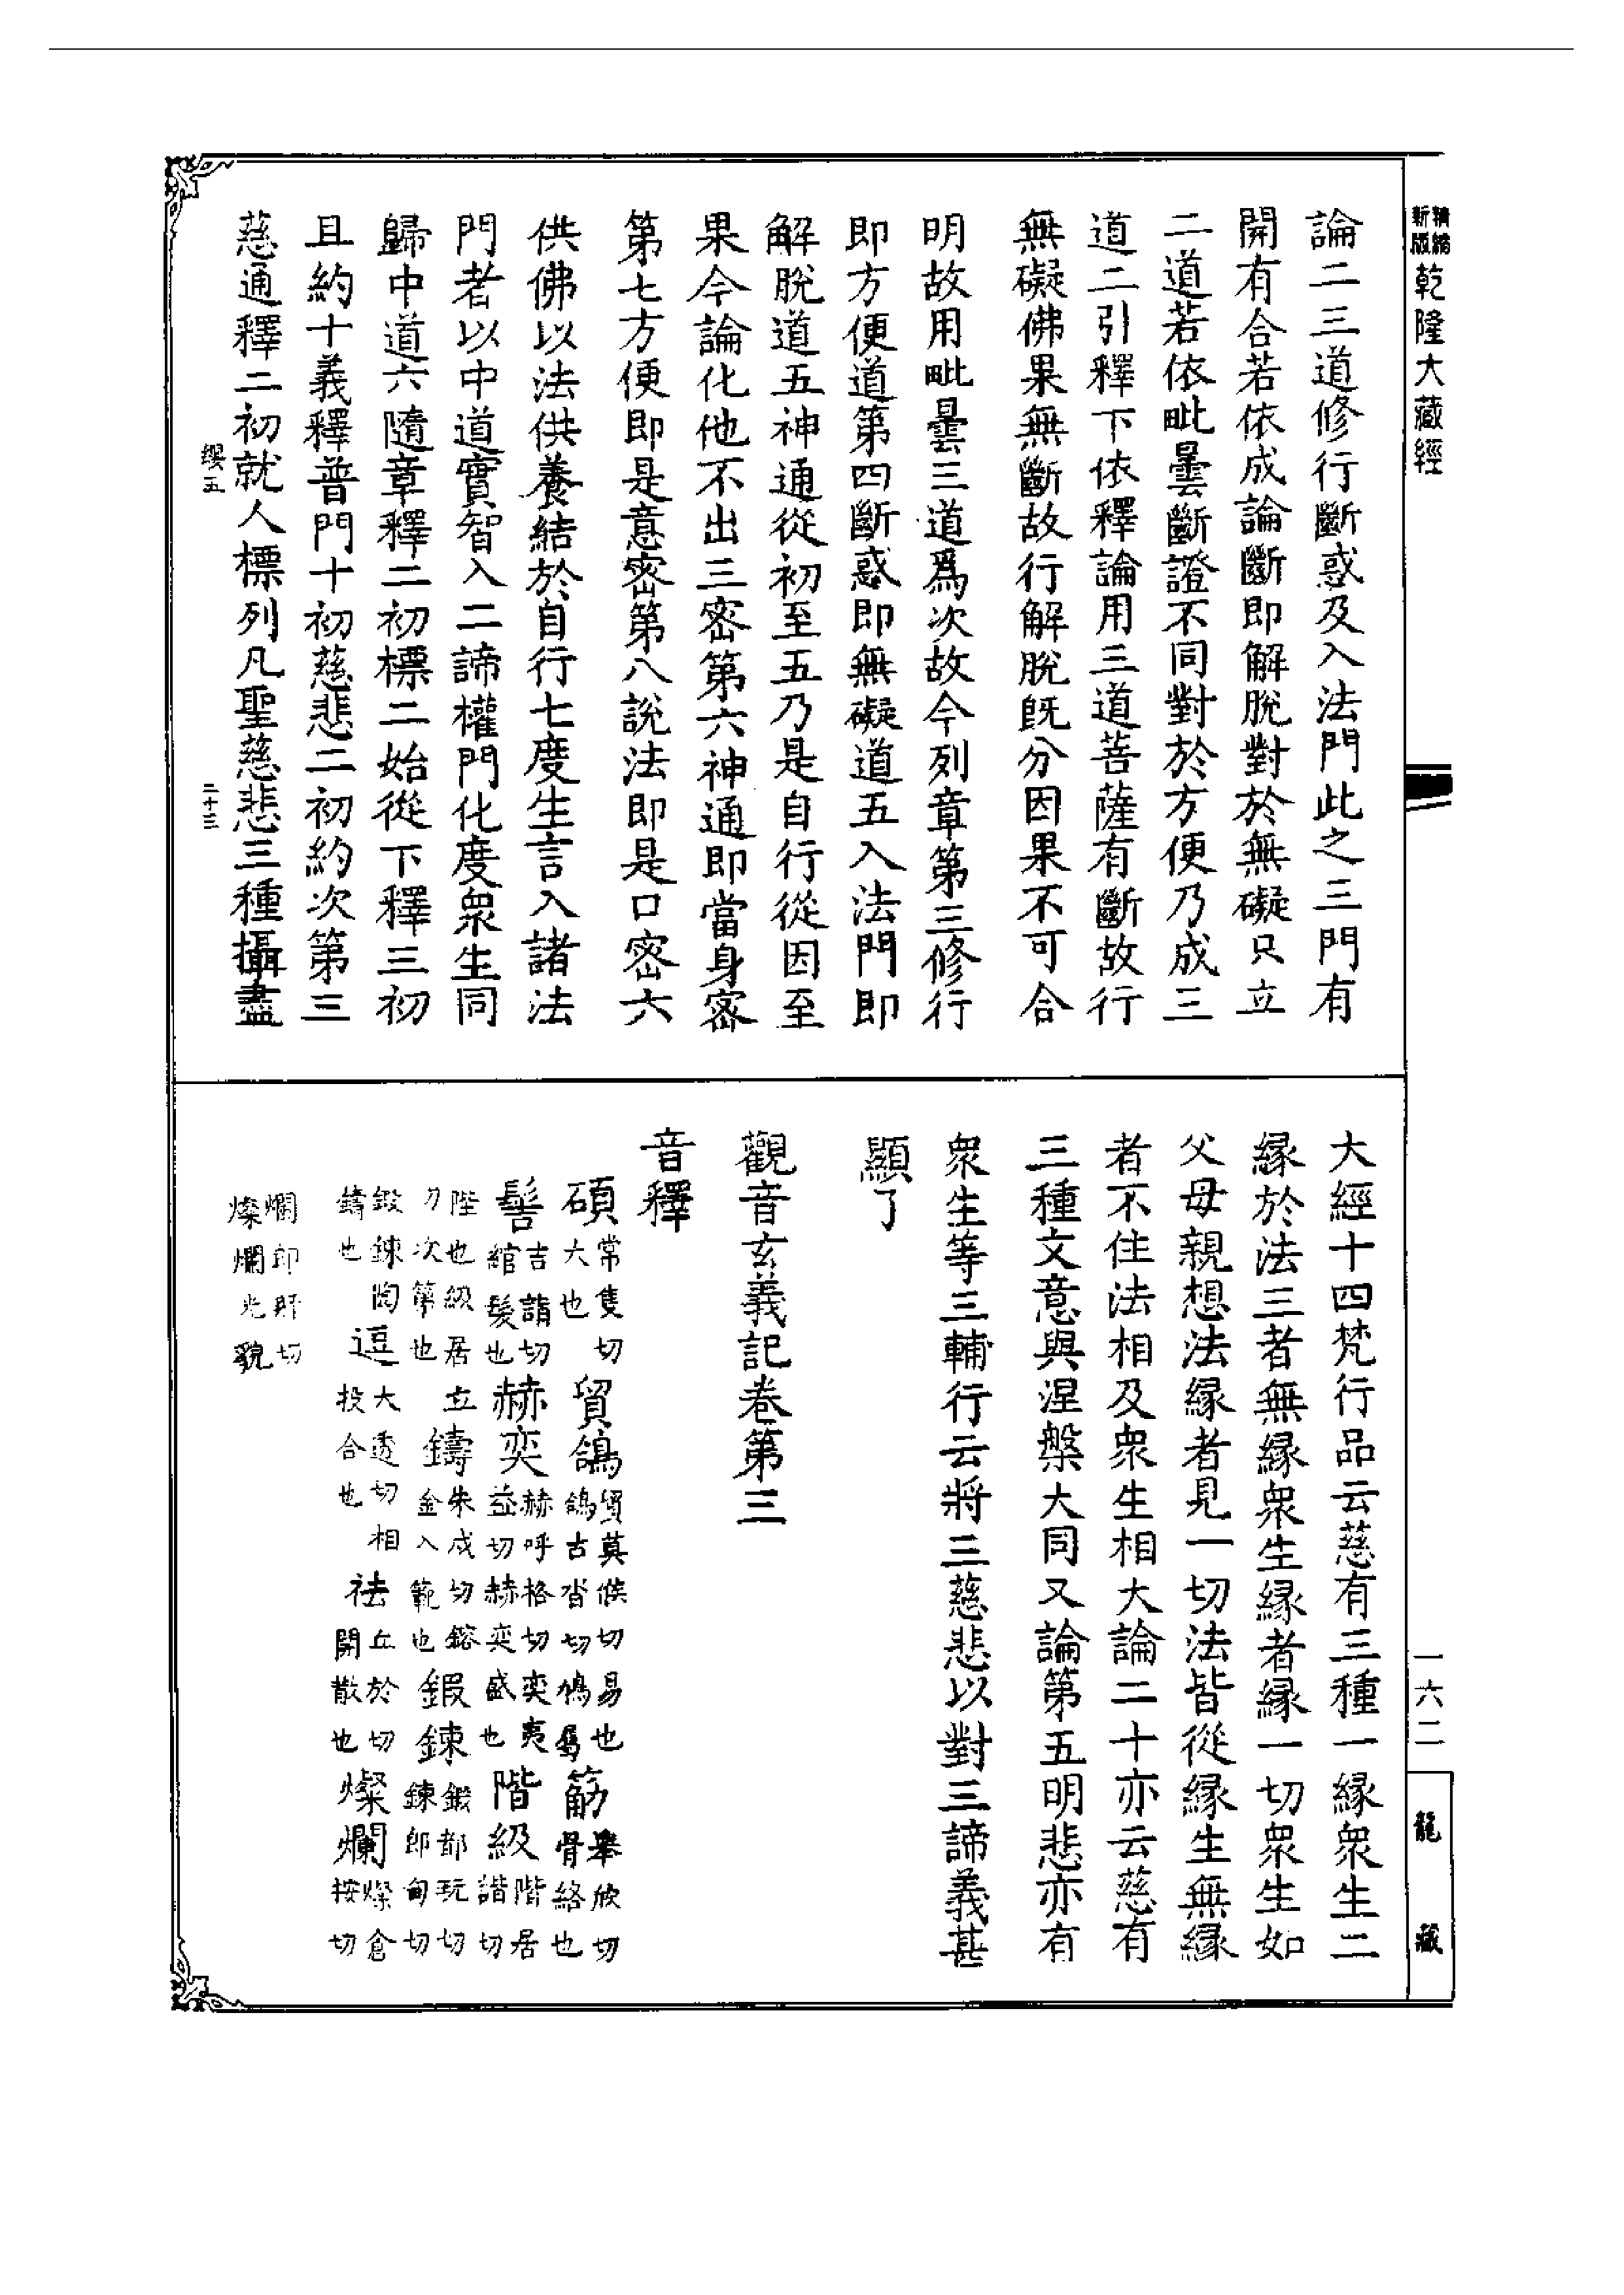 精縮
新版
乾隆大藏經
論二三道修行斷惑及入法門此之三門有
開有合若依成論斷即解脫對於無礙只立
二道若依毗曇斷證不同對於方便乃成三
道二引釋下依釋論用三道菩薩有斷故行
無礙佛果無斷故行解脫既分因果不可合
明故用毗曇三道爲次故今列章第三修行
即方便道第四斷惑即無礙道五入法門即
解脫道五神通從初至五乃是自行從因至
果今論化他不出三密第六神通即當身密
第七方便即是意密第八說法即是口密六
供佛以法供養結於自行七度生言入諸法
門者以中道實智入二諦權門化度衆生同
歸中道六隨章釋二初標二始從下釋三初
且約十義釋普門十初慈悲二初約次第三
慈通釋二初就人標列凡聖慈悲三種攝盡
纓五
二十三
大經十四梵行品云慈有三種一緣衆生二
緣於法三者無緣衆生緣者緣一切衆生如
父母親想法緣者見一切法皆從緣生無緣
者不住法相及衆生相大論二十亦云慈有
三種文意與涅槃大同又論第五明悲亦有
衆生等三輔行云將三慈悲以對三諦義甚
顯了
觀音玄義記卷第三
音釋
碩常隻切大也 貿鴿貿莫候切易也鴿古沓切鳩屬 筋舉欣切骨絡也
髻吉詣切綰髮也 赫奕赫呼格切奕夷益切赫奕盛也 階級階居諧切
陛也級居立切次第也 鑄朱戍切鎔金入範也 鍛鍊鍛都玩切鍊郎甸切
鍛鍊陶鑄也 逗大透切相投合也 祛丘於切開散也 燦爛燦倉按切
爛郎旰切燦爛光貌
一六二
龍藏